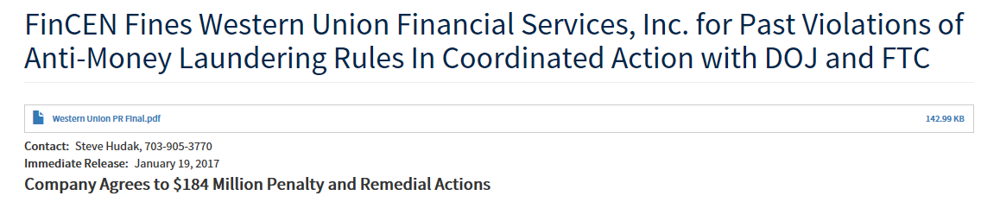 FinCEN Fines Western Union Financial Services, Inc. for Past Violations of
Anti-Money Laundering Rules In Coordinated Action with DOJ and FTC
Western Union PR Final.pdf 142.99 KB
Contact: Steve Hudak, 703-905-3770
Immediate Release: January 19, 2017
Company Agrees to $184 Million Penalty and Remedial Actions